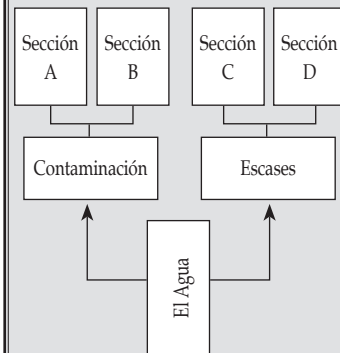 Sección
A
Sección
B
Sección
C
Sección
D
Contaminación
Escases
El Agua